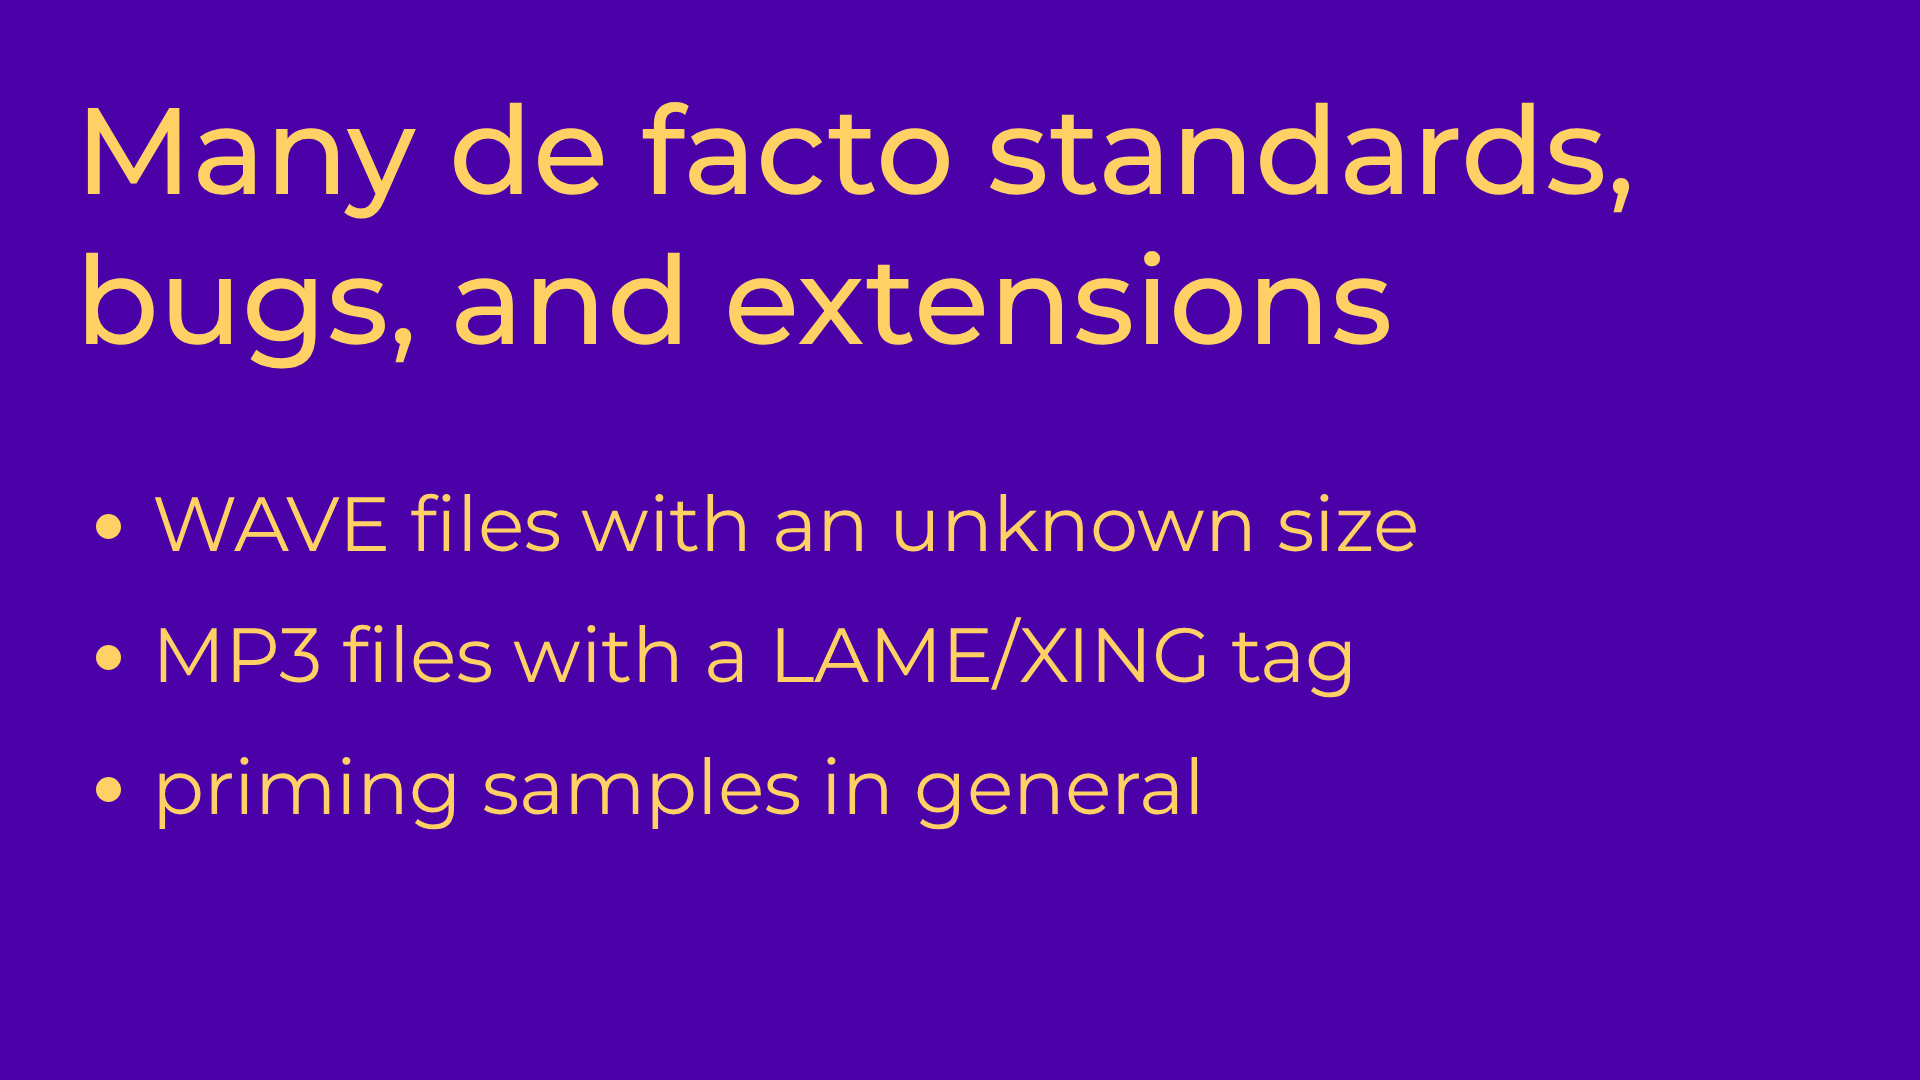 Many de facto standards,
bugs, and extensions
• WAVE files with an unknown size
• MP3 files with a LAME/XING tag
• priming samples in general